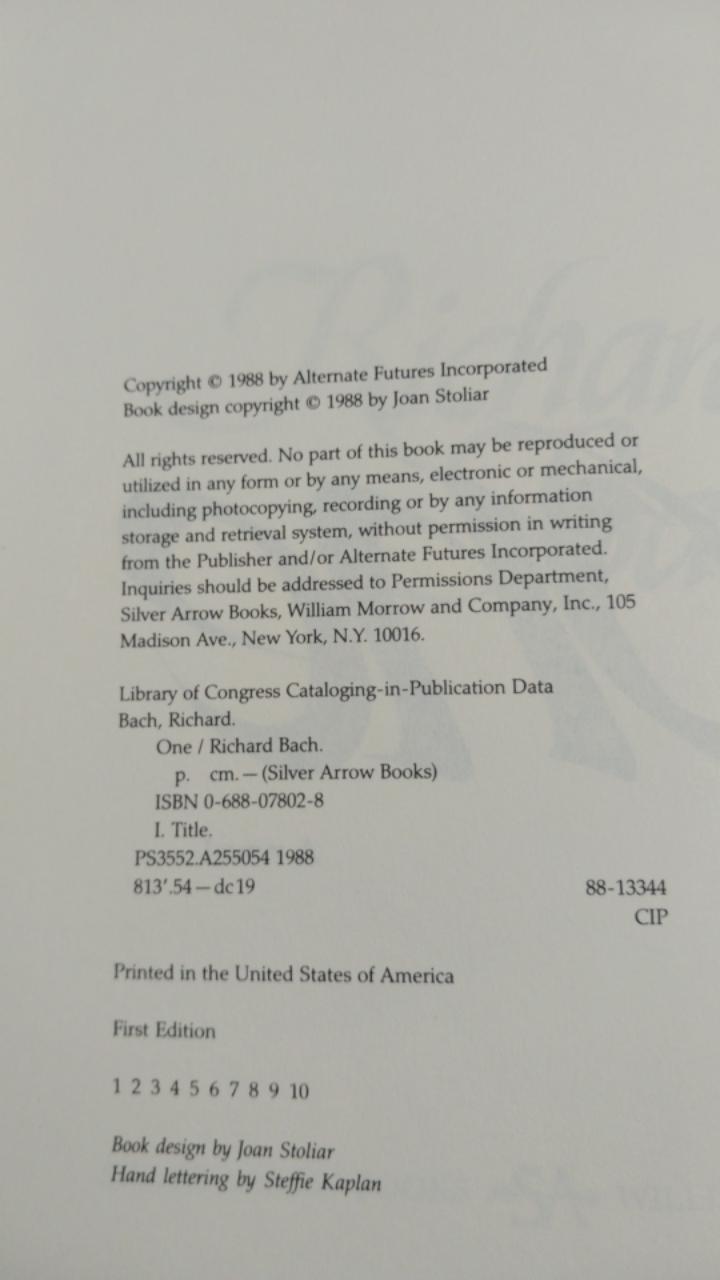 Copyright © 1988 by Alternate Futures Incorporated
Book design copyright © 1988 by Joan Stoliar
All rights reserved. No part of this book may be reproduced or
utilized in any form or by any means, electronic or mechanical,
including photocopying, recording or by any information
storage and retrieval system, without permission in writing
from the Publisher and/or Alternate Futures Incorporated.
Inquiries should be addressed to Permissions Department,
Silver Arrow Books, William Morrow and Company, Inc., 105
Madison Ave., New York, N.Y. 10016.
Library of Congress Cataloging-in-Publication Data
Bach, Richard.
One / Richard Bach.
p. cm. — (Silver Arrow Books)
ISBN 0-688-07802-8
I. Title.
PS3552.A255054 1988
813'.54 — dc19 88-13344
CIP
Printed in the United States of America
First Edition
1 2 3 4 5 6 7 8 9 10
Book design by Joan Stoliar
Hand lettering by Steffie Kaplan